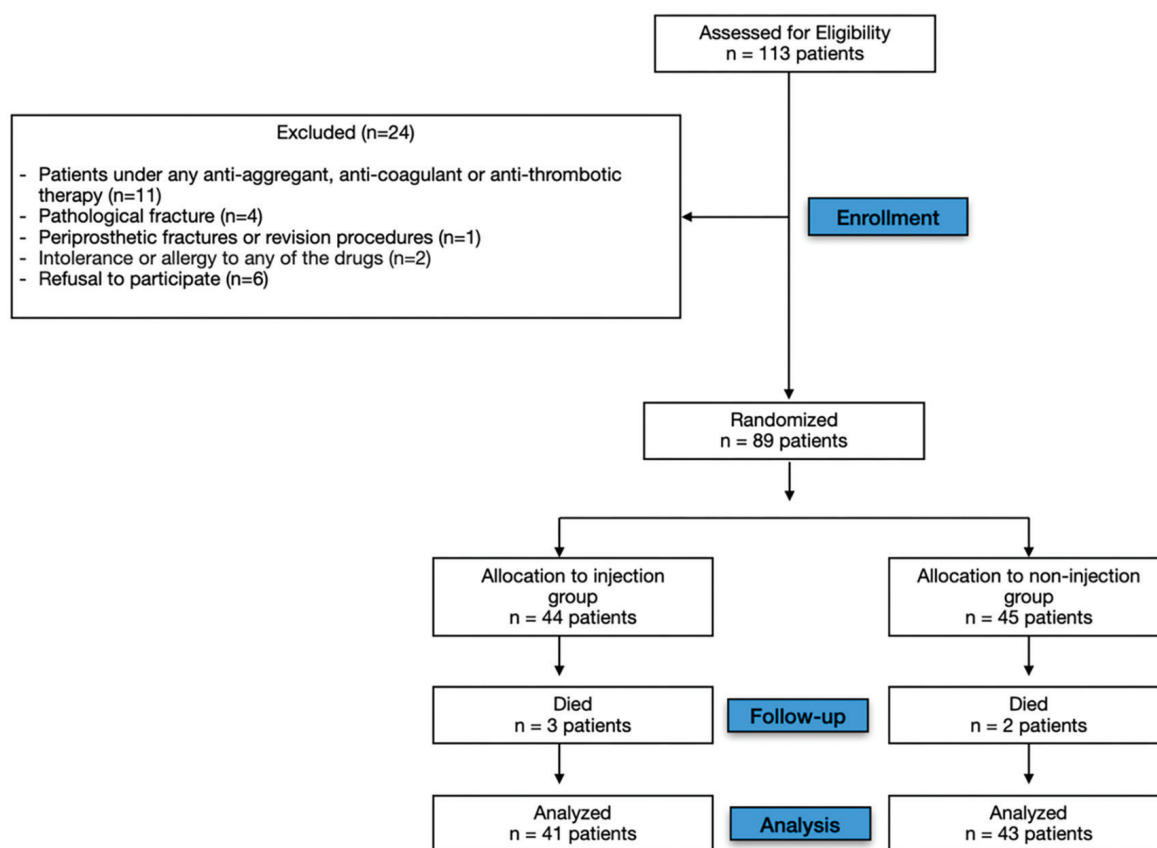 Assessed for Eligibility
n = 113 patients
Excluded (n=24)
- Patients under any anti-aggregant, anti-coagulant or anti-thrombotic
therapy (n=11)
- Pathological fracture (n=4)
- Periprosthetic fractures or revision procedures (n=1)
- Intolerance or allergy to any of the drugs (n=2)
- Refusal to participate (n=6)
Enrollment
Randomized
n = 89 patients
Allocation to injection
group
n = 44 patients
Allocation to non-injection
group
n = 45 patients
Died
n = 3 patients
Follow-up
Died
n = 2 patients
Analyzed
n = 41 patients
Analysis
Analyzed
n = 43 patients